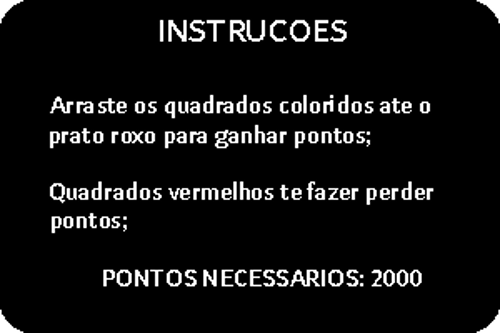 INSTRUCOES
Arraste os quadrados coloridos ate o
prato roxo para ganhar pontos;
Quadrados vermelhos te fazer perder
pontos;
PONTOS NECESSARIOS: 2000